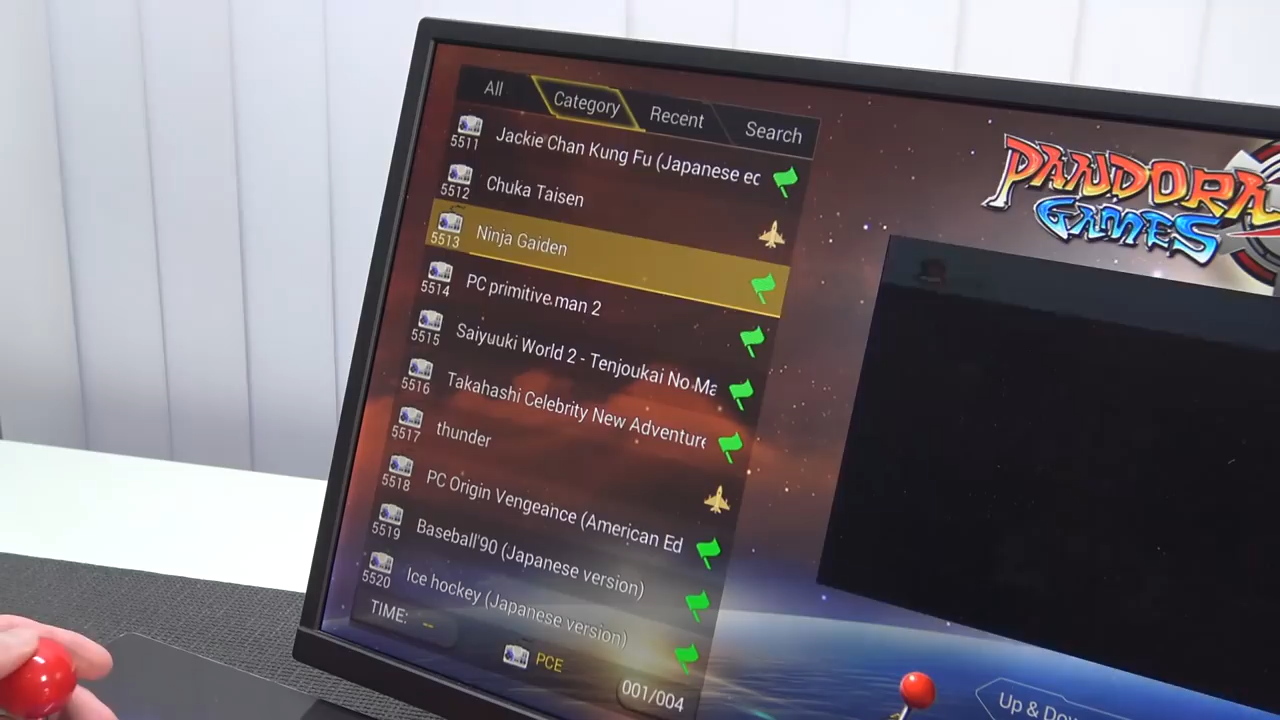 All
Category
Recent
Search
5511 Jackie Chan Kung Fu (Japanese ec
5512 Chuka Taisen
5513 Ninja Gaiden
5514 PC primitive man 2
5515 Saiyuuki World 2 - Tenjoukai No Ma
5516 Takahashi Celebrity New Adventure
5517 thunder
5518 PC Origin Vengeance (American Ed
5519 Baseball'90 (Japanese version)
5520 Ice hockey (Japanese version)
TIME: --
PCE
001/004
PANDORA
GAMES
Up & Dow